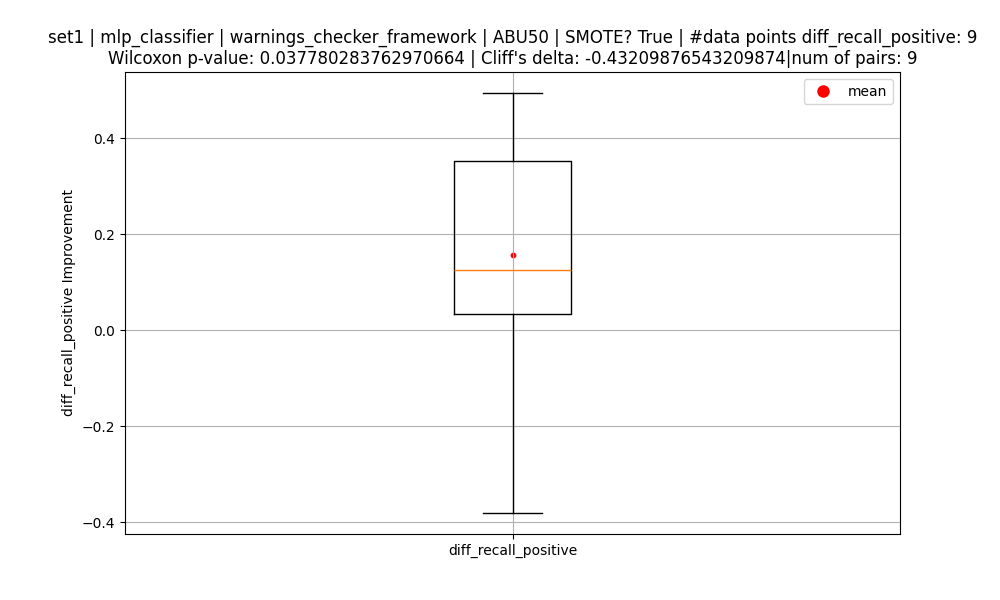 set1 | mlp_classifier | warnings_checker_framework | ABU50 | SMOTE? True | #data points diff_recall_positive: 9
Wilcoxon p-value: 0.037780283762970664 | Cliff's delta: -0.43209876543209874|num of pairs: 9
mean
0.4
0.2
0.0
−0.2
−0.4
diff_recall_positive Improvement
diff_recall_positive